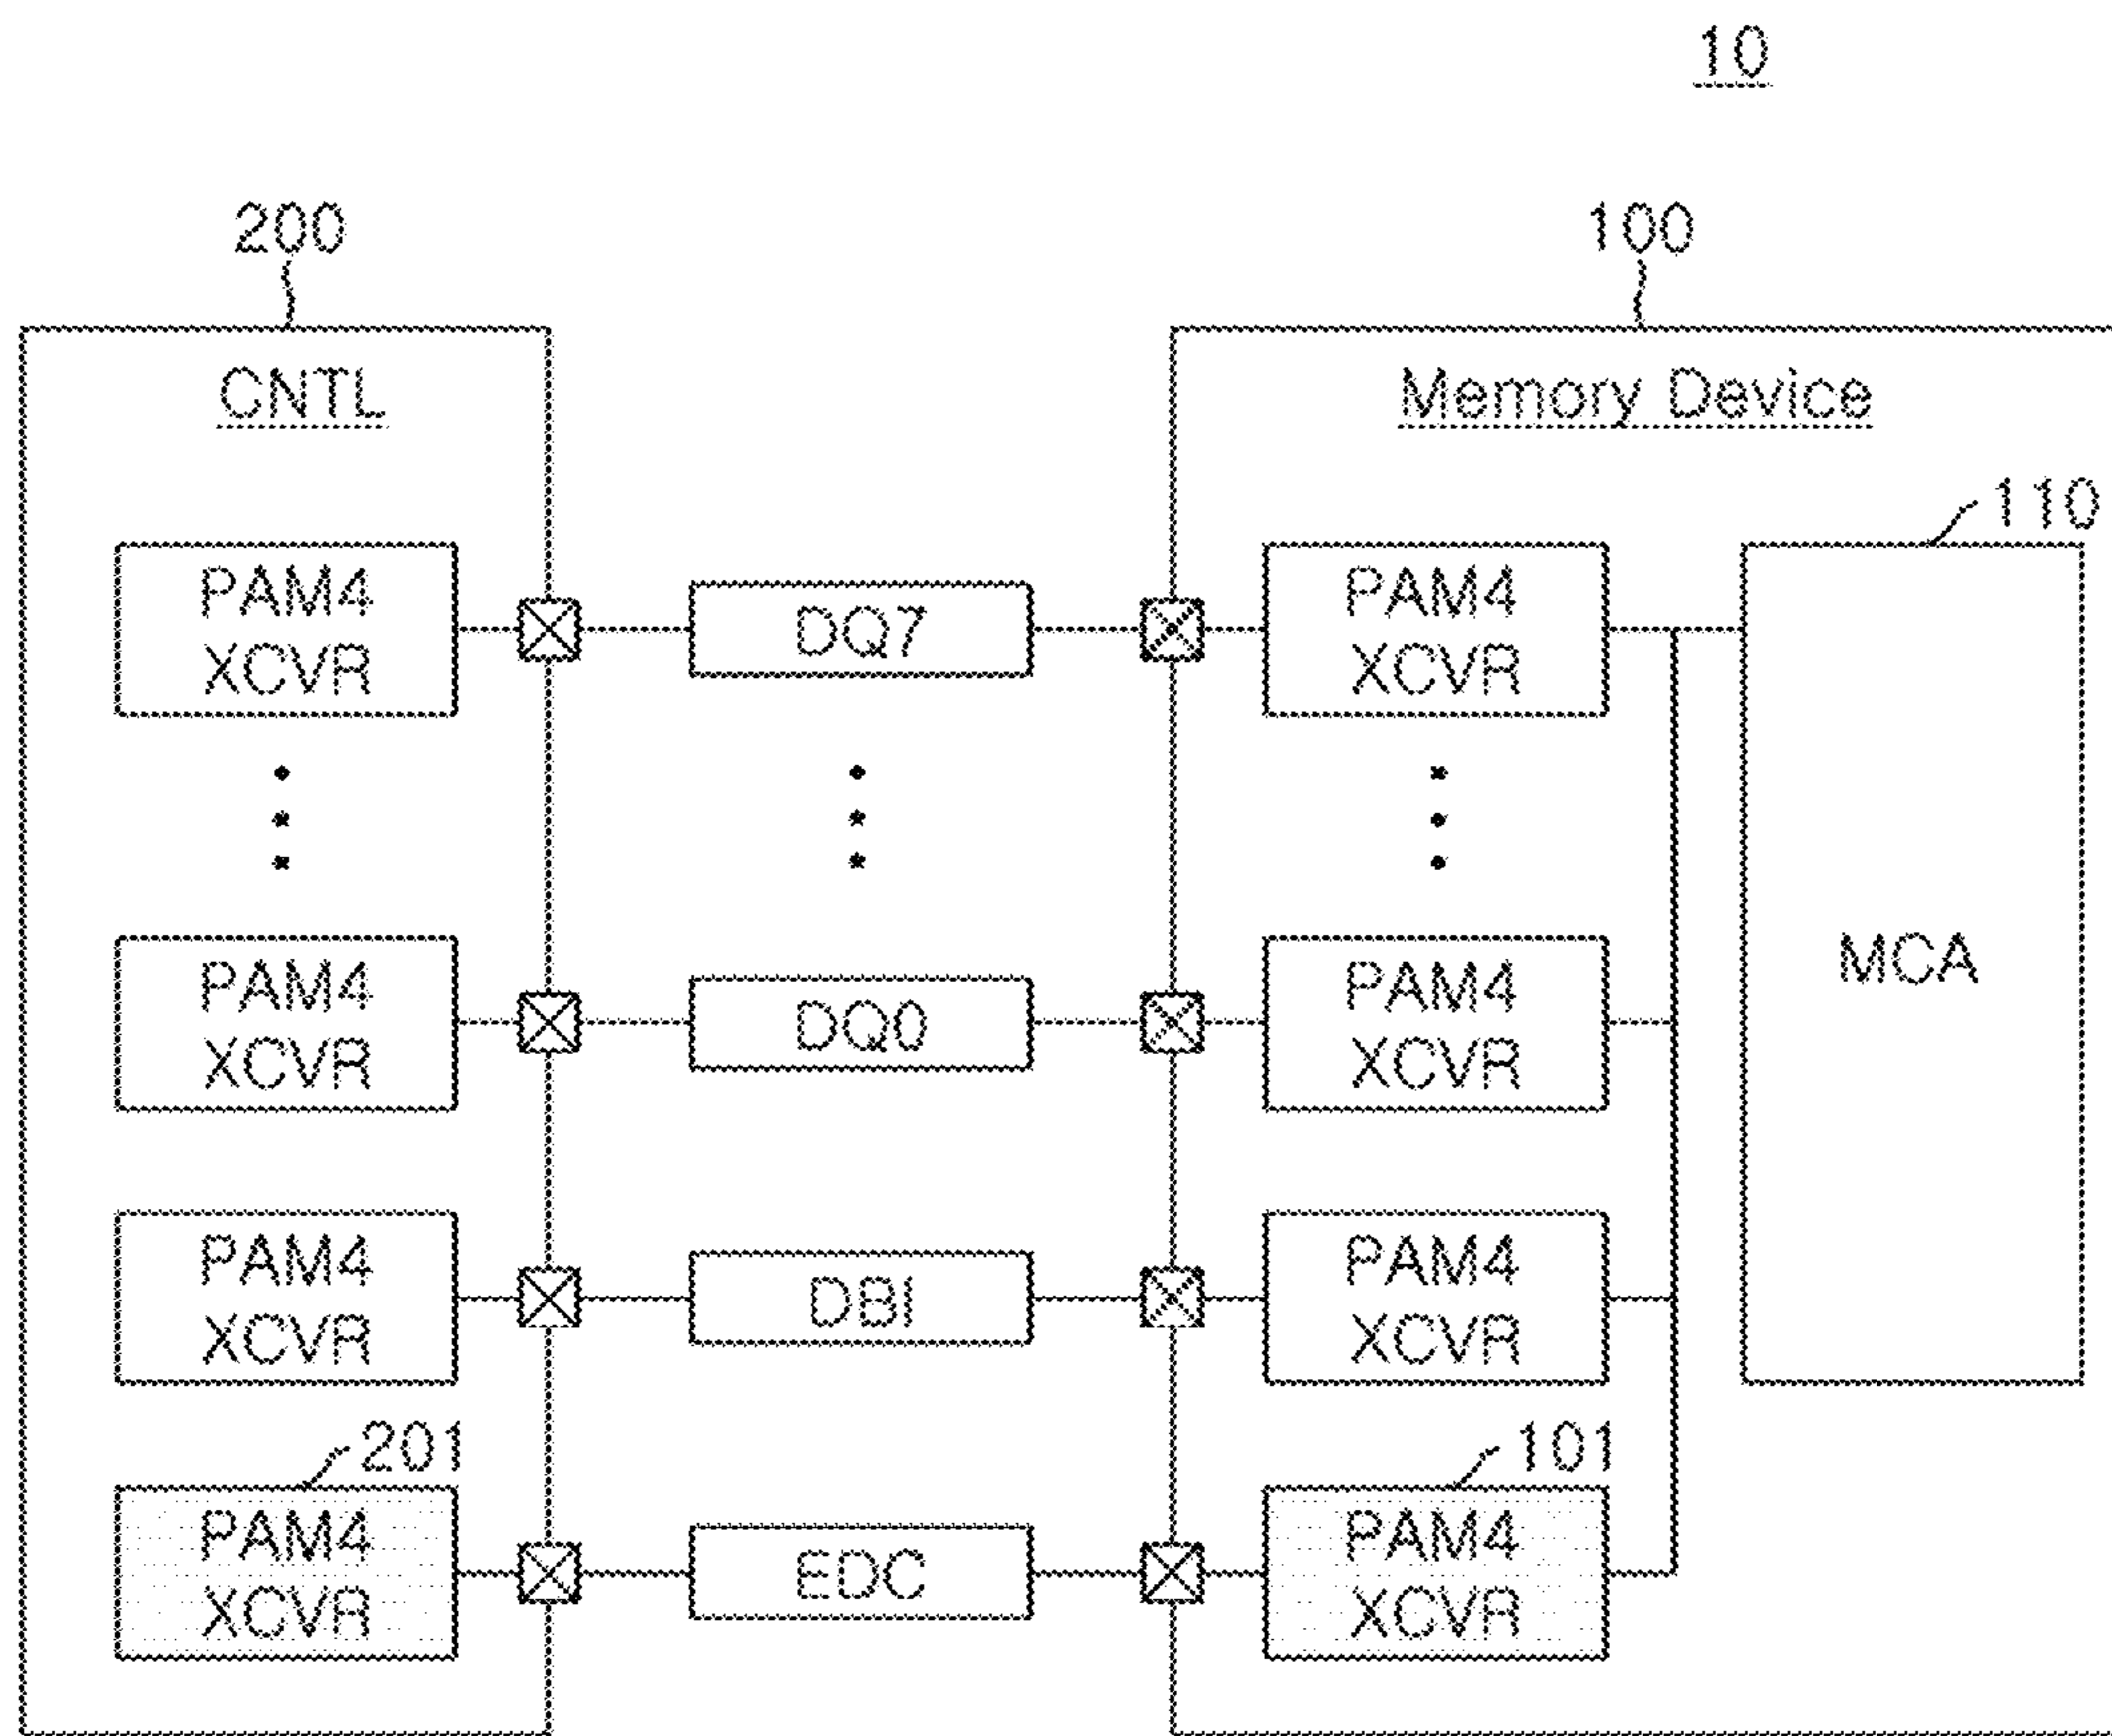 10
200
100
CNTL
Memory Device
110
PAM4
XCVR
DQ7
PAM4
XCVR
MCA
PAM4
XCVR
DQ0
PAM4
XCVR
PAM4
XCVR
DBI
PAM4
XCVR
201
101
PAM4
XCVR
EDC
PAM4
XCVR